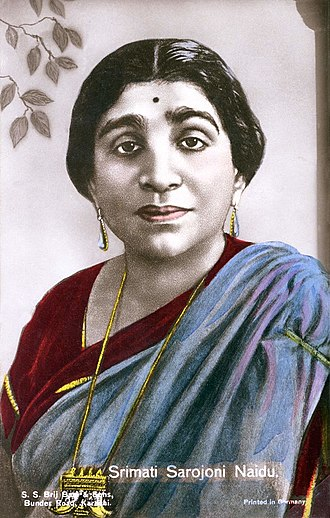 Srimati Sarojoni Naidu.
S. S. Brij Basi & Sons,
Bunder Road, Karachi.
Printed in Germany